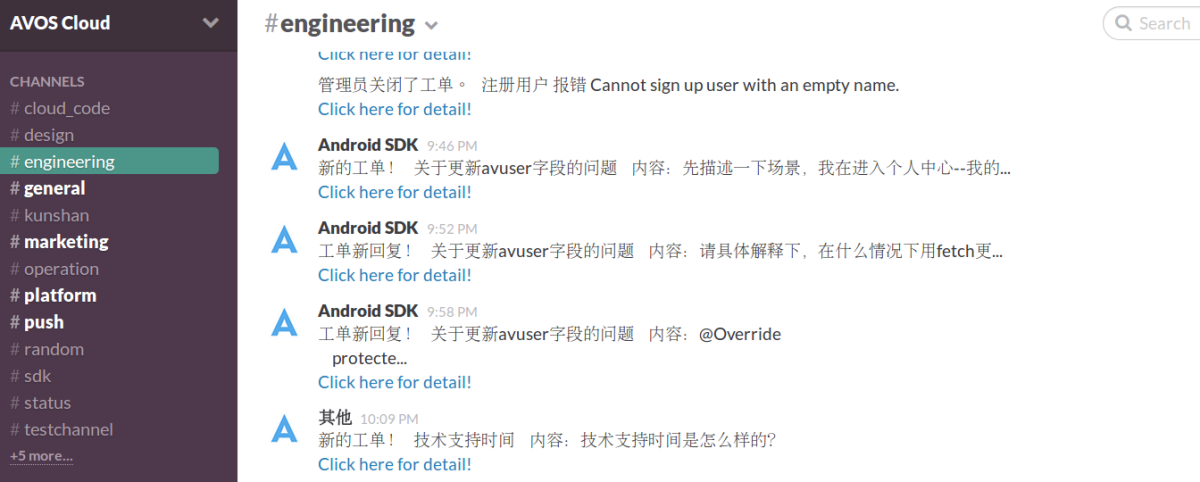 AVOS Cloud
CHANNELS
# cloud_code
# design
# engineering
# general
# kunshan
# marketing
# operation
# platform
# push
# random
# sdk
# status
# testchannel
+5 more...
#engineering
Search
Click here for detail!
管理员关闭了工单。 注册用户 报错 Cannot sign up user with an empty name.
Click here for detail!
Android SDK 9:46 PM
新的工单！ 关于更新avuser字段的问题 内容：先描述一下场景，我在进入个人中心--我的...
Click here for detail!
Android SDK 9:52 PM
工单新回复！ 关于更新avuser字段的问题 内容：请具体解释下，在什么情况下用fetch更...
Click here for detail!
Android SDK 9:58 PM
工单新回复！ 关于更新avuser字段的问题 内容：@Override
protecte...
Click here for detail!
其他 10:09 PM
新的工单！ 技术支持时间 内容：技术支持时间是怎么样的？
Click here for detail!